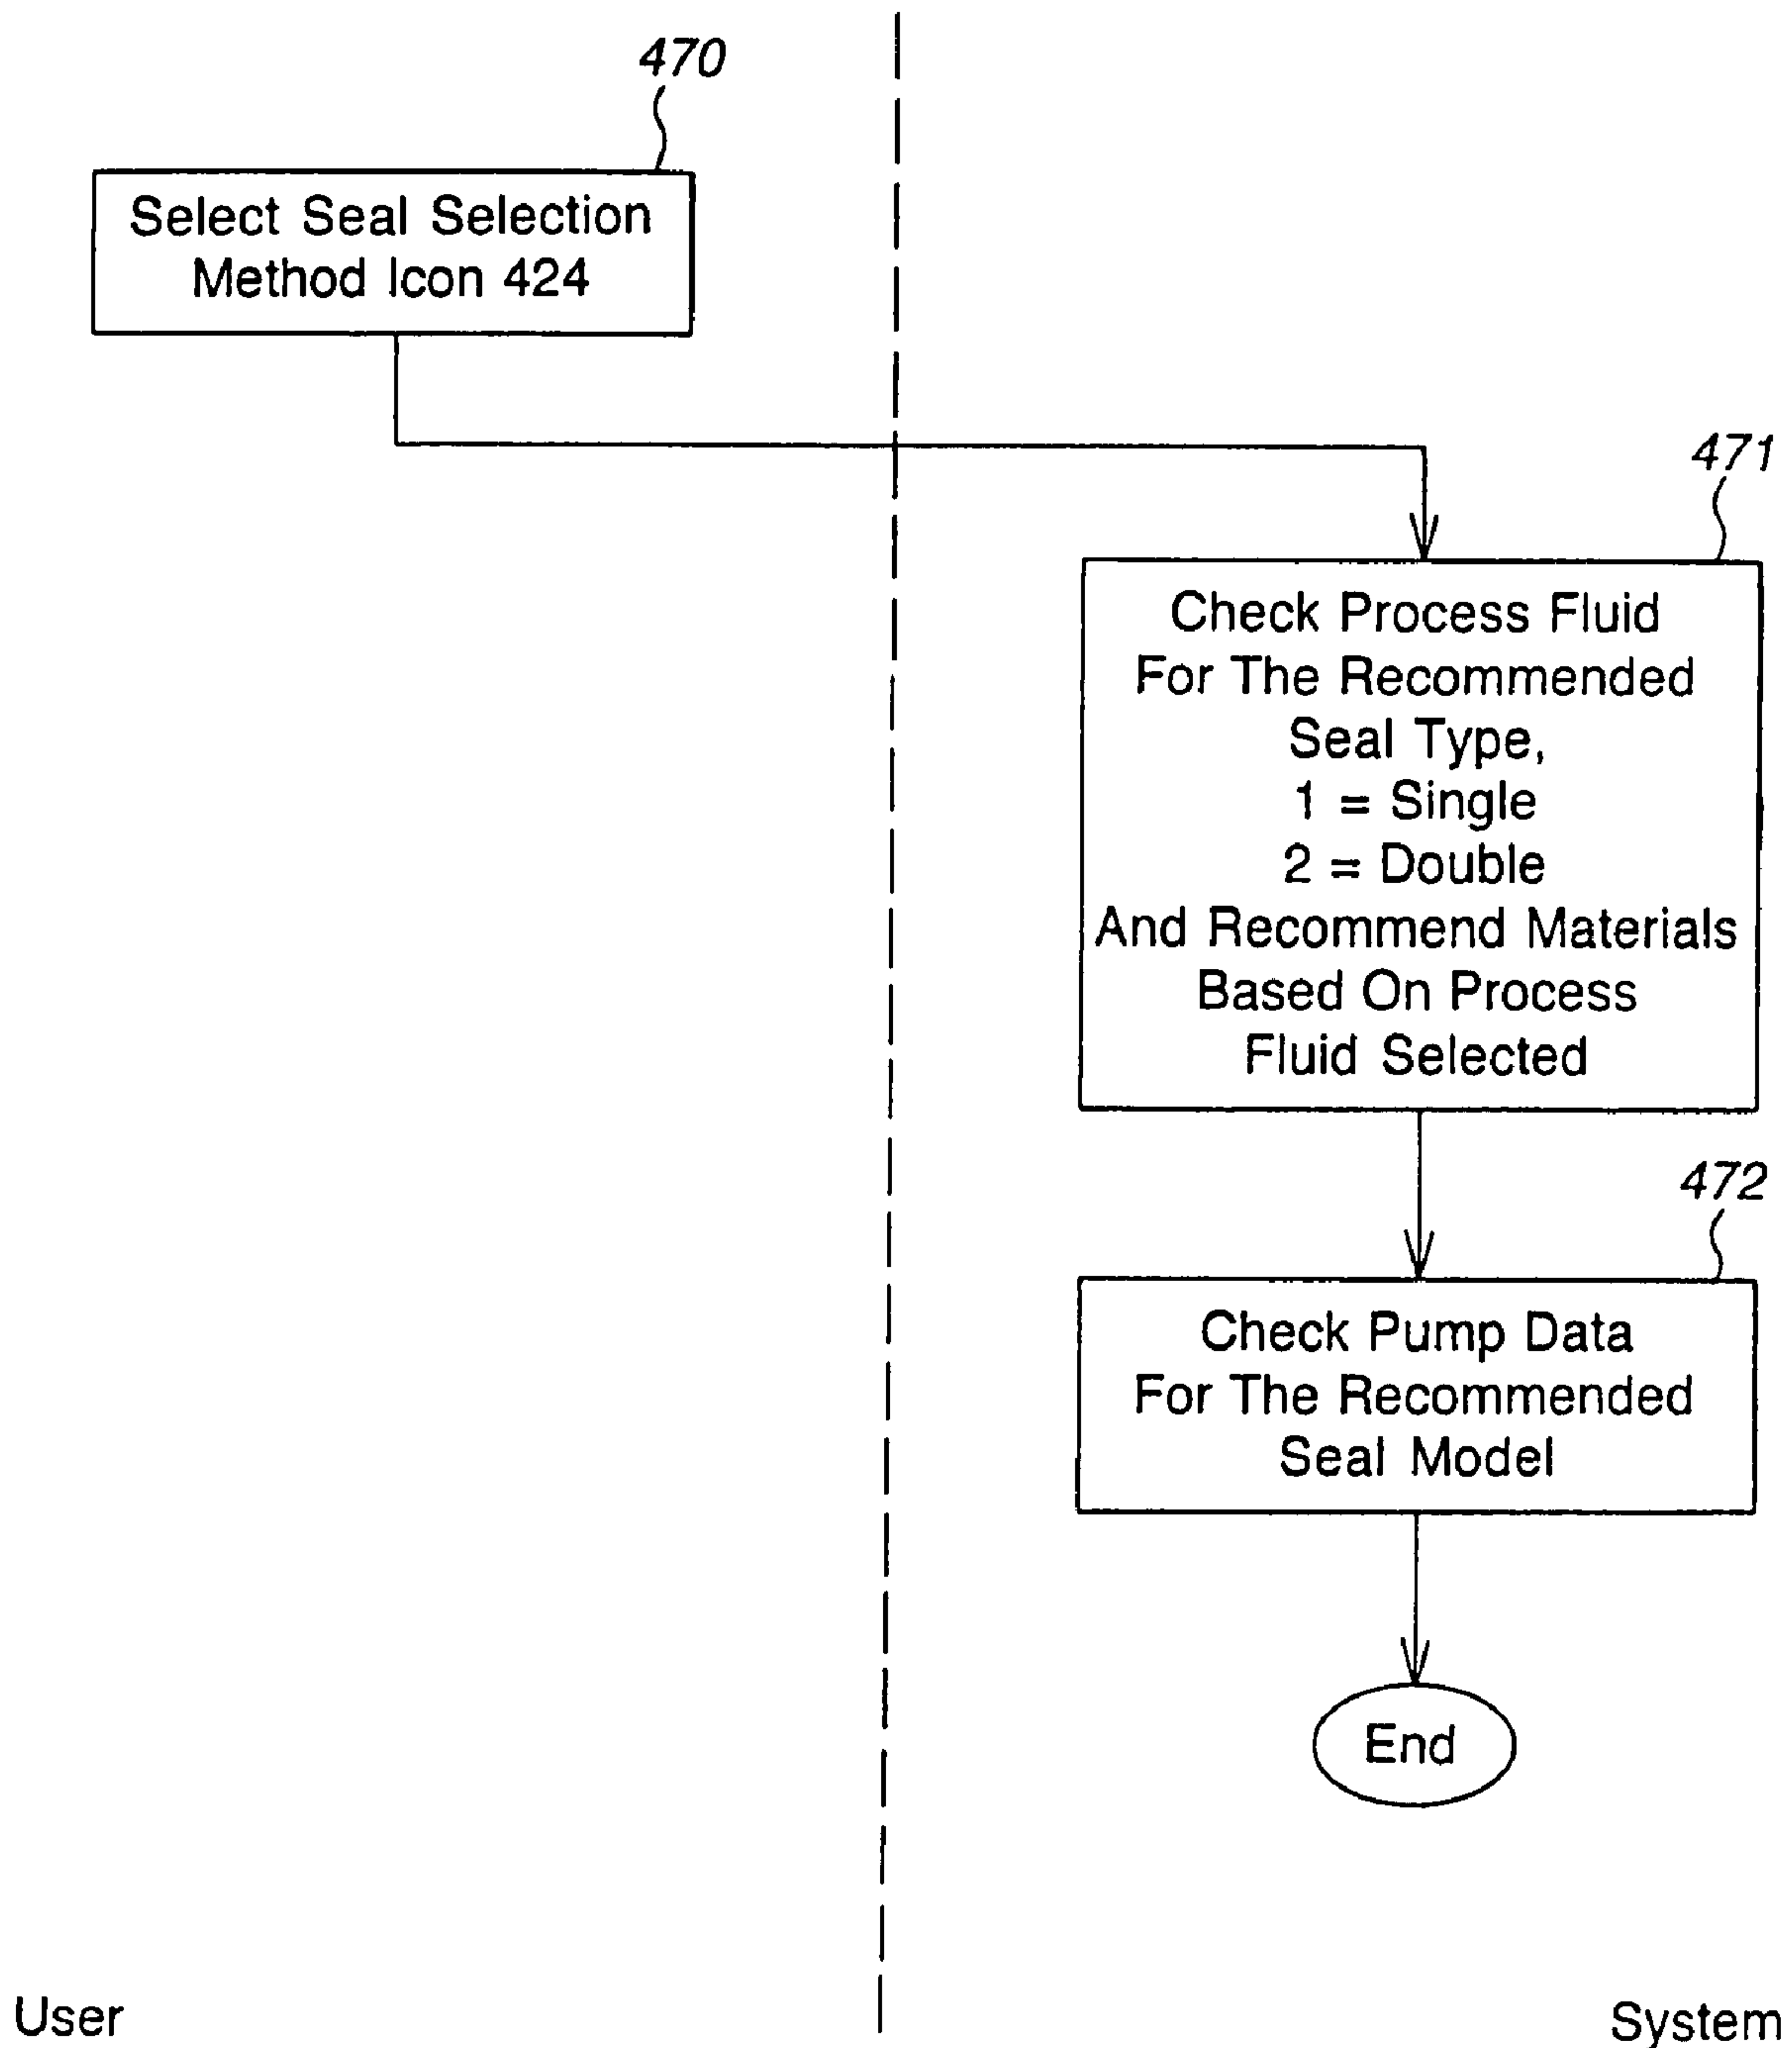 470
Select Seal Selection
Method Icon 424
471
Check Process Fluid
For The Recommended
Seal Type,
1 = Single
2 = Double
And Recommend Materials
Based On Process
Fluid Selected
472
Check Pump Data
For The Recommended
Seal Model
End
User
System